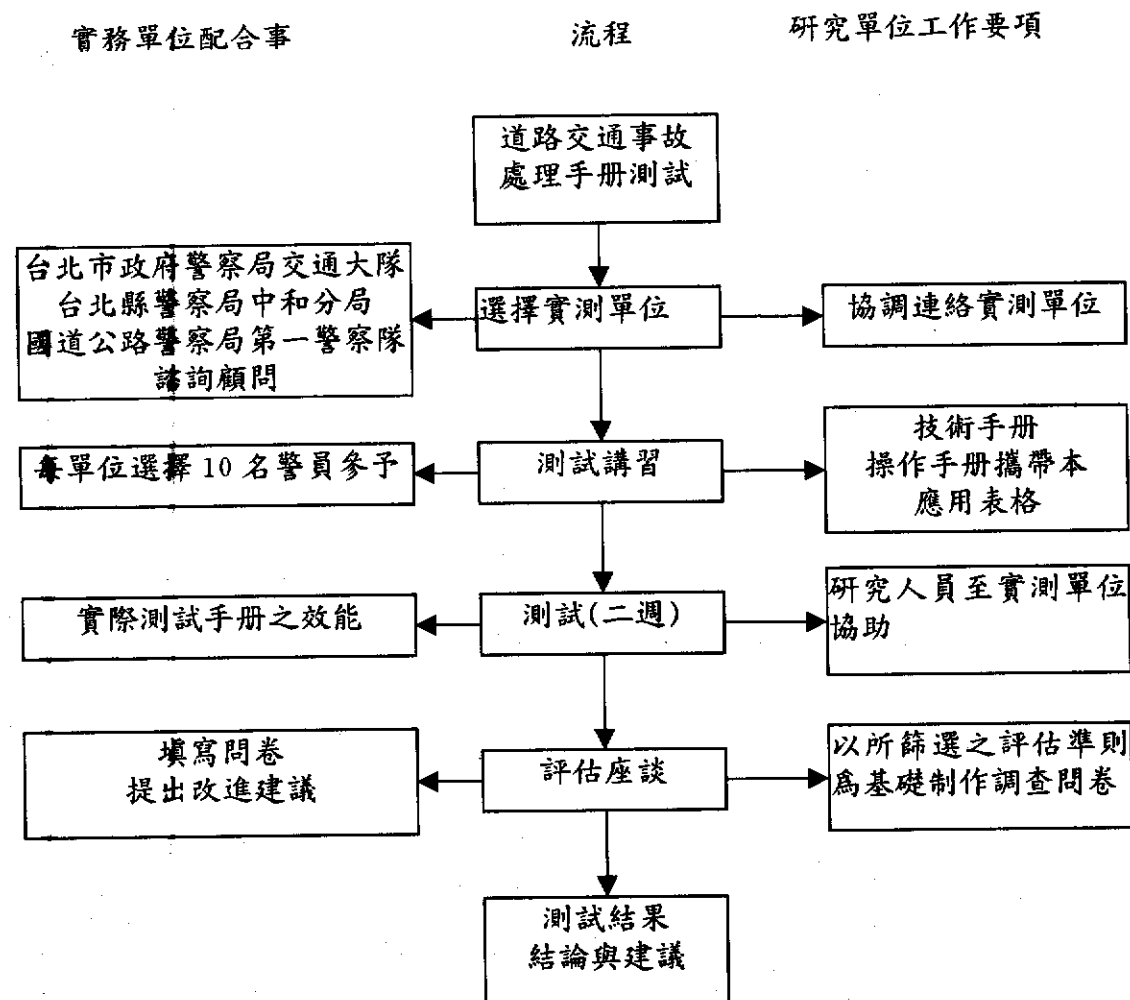 實務單位配合事
流程
研究單位工作要項
道路交通事故
處理手册測試
台北市政府警察局交通大隊
台北縣警察局中和分局
國道公路警察局第一警察隊
諮詢顧問
選擇實測單位
協調連絡實測單位
每單位選擇 10 名警員參予
測試講習
技術手册
操作手册攜帶本
應用表格
實際測試手册之效能
測試(二週)
研究人員至實測單位
協助
填寫問卷
提出改進建議
評估座談
以所篩選之評估準則
為基礎制作調查問卷
測試結果
結論與建議